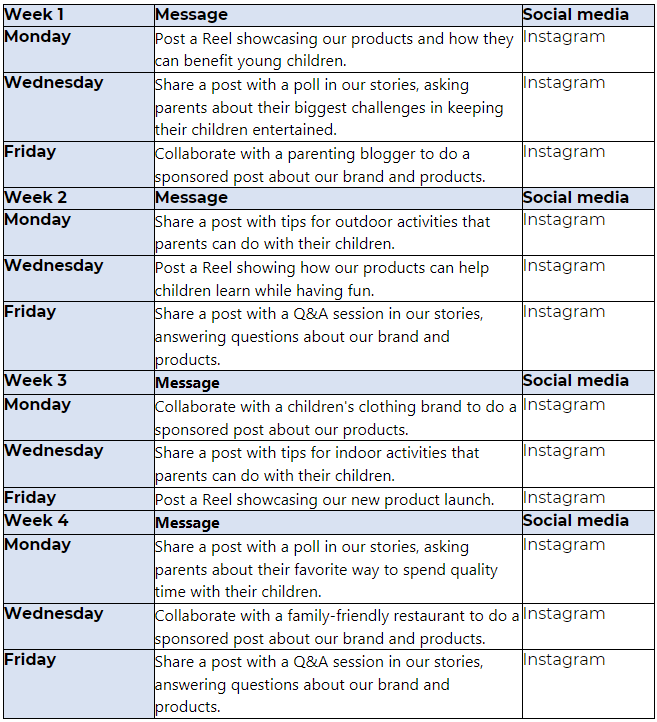 Week 1 Message Social media
Monday Post a Reel showcasing our products and how they Instagram
can benefit young children.
Wednesday Share a post with a poll in our stories, asking Instagram
parents about their biggest challenges in keeping
their children entertained.
Friday Collaborate with a parenting blogger to do a Instagram
sponsored post about our brand and products.
Week 2 Message Social media
Monday Share a post with tips for outdoor activities that Instagram
parents can do with their children.
Wednesday Post a Reel showing how our products can help Instagram
children learn while having fun.
Friday Share a post with a Q&A session in our stories, Instagram
answering questions about our brand and
products.
Week 3 Message Social media
Monday Collaborate with a children's clothing brand to do a Instagram
sponsored post about our products.
Wednesday Share a post with tips for indoor activities that Instagram
parents can do with their children.
Friday Post a Reel showcasing our new product launch. Instagram
Week 4 Message Social media
Monday Share a post with a poll in our stories, asking Instagram
parents about their favorite way to spend quality
time with their children.
Wednesday Collaborate with a family-friendly restaurant to do a Instagram
sponsored post about our brand and products.
Friday Share a post with a Q&A session in our stories, Instagram
answering questions about our brand and
products.